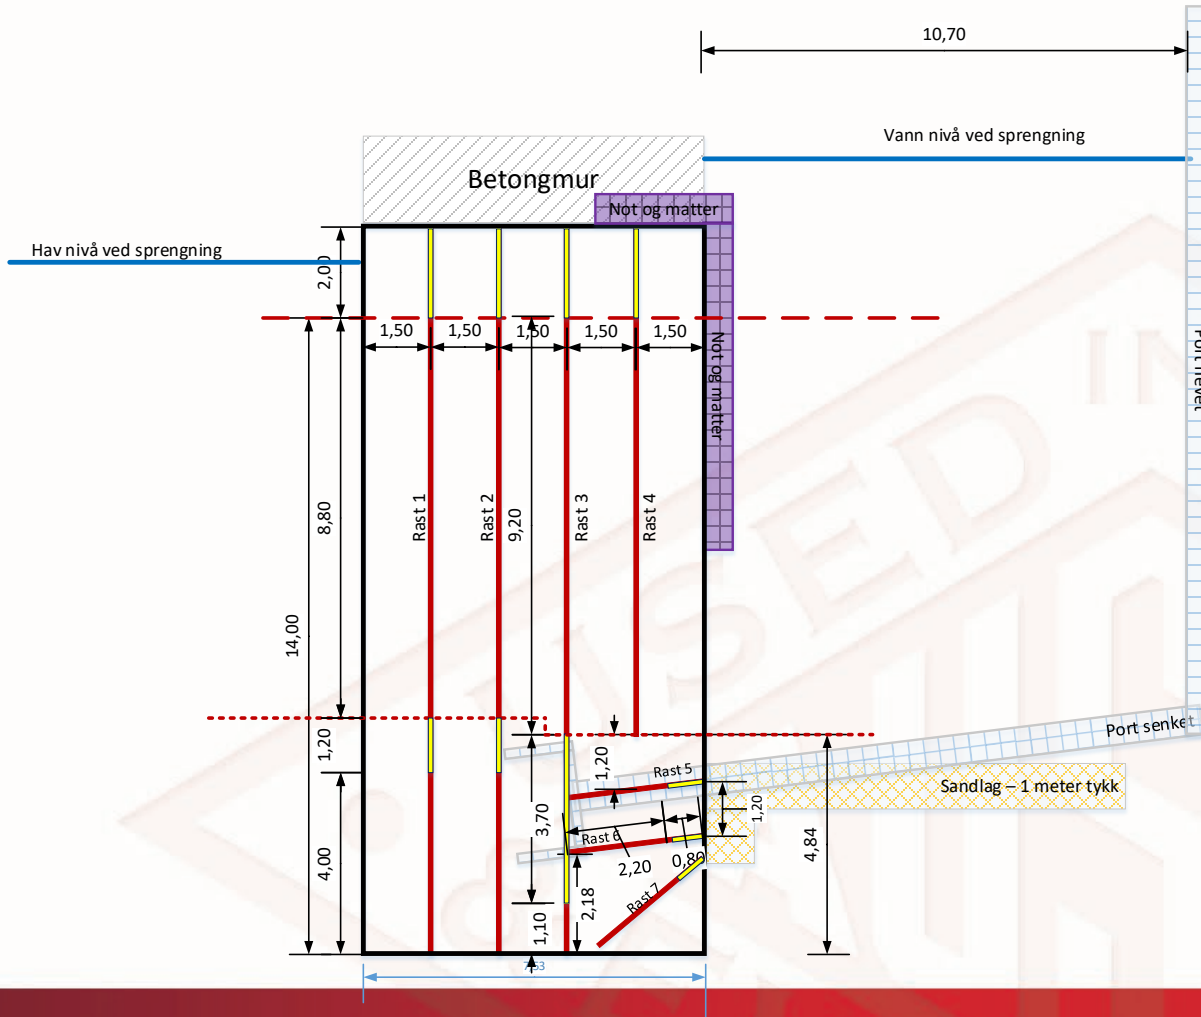 10,70
Vann nivå ved sprengning
Betongmur
Not og matter
Hav nivå ved sprengning
2,00
1,50
1,50
1,50
1,50
1,50
Not og matter
Port hevet
Rast 1
Rast 2
9,20
Rast 3
Rast 4
8,80
14,00
1,20
1,20
Port senket
Rast 5
Sandlag – 1 meter tykk
1,20
3,70
Rast 6
2,20
0,80
4,84
4,00
2,18
1,10
Rast 7
7,53
USED
IN